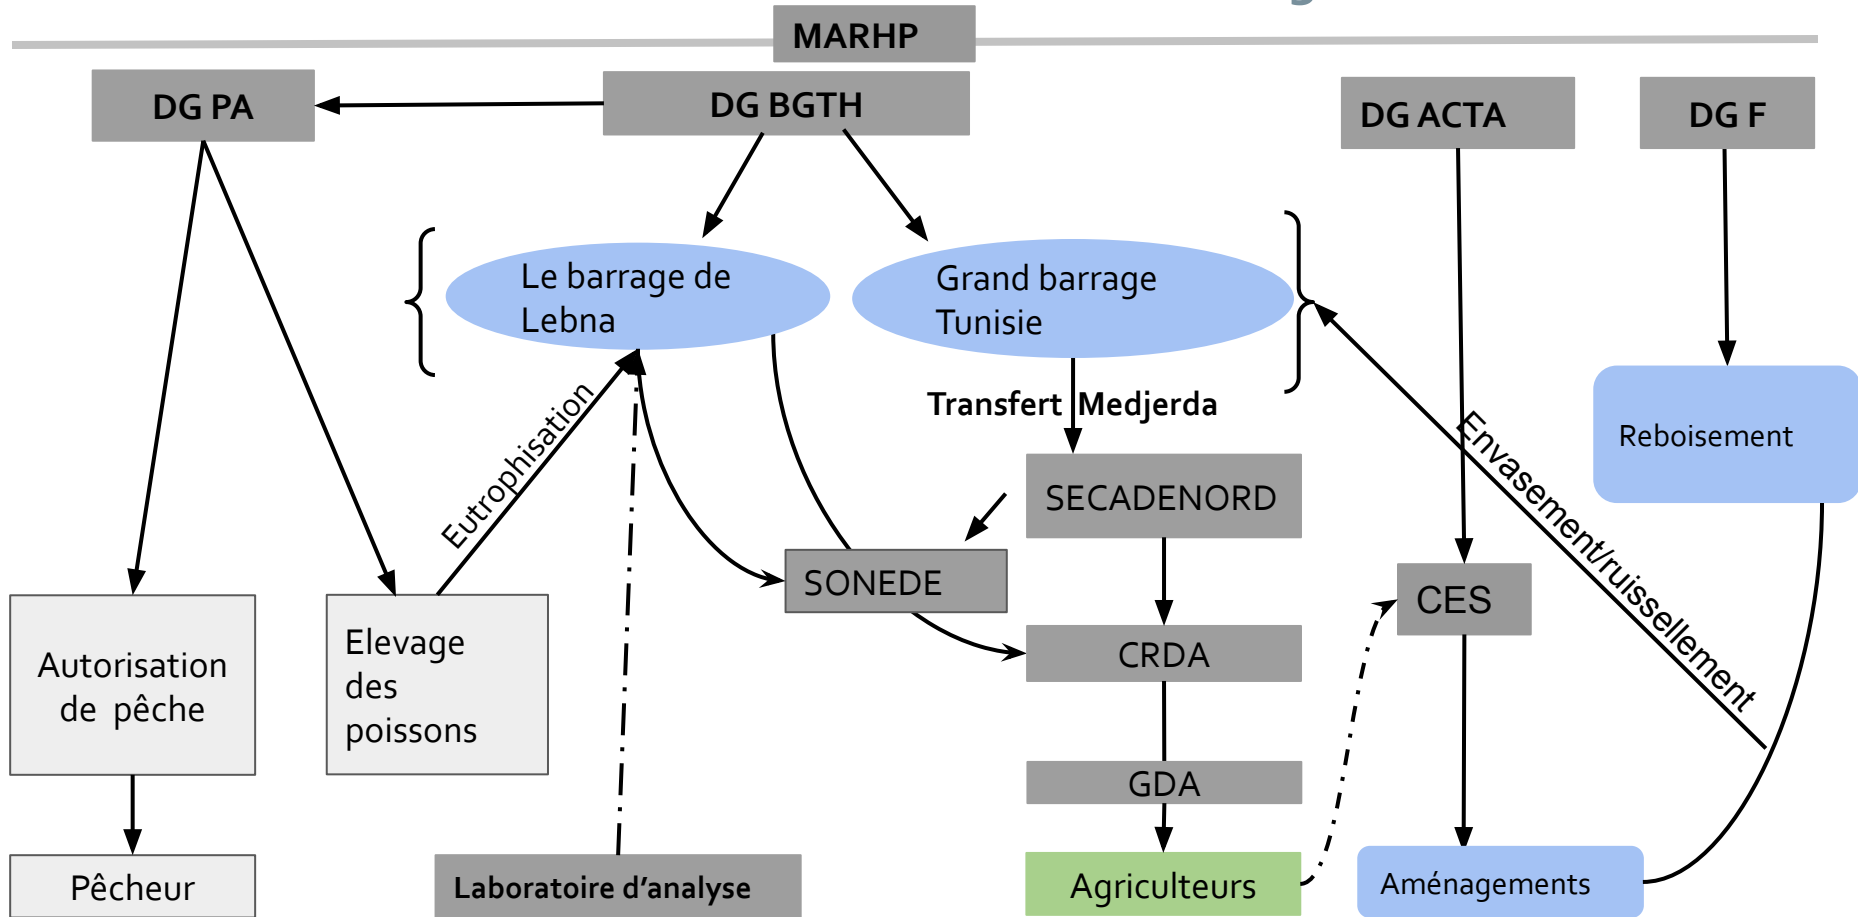 MARHP
DG PA
DG BGTH
DG ACTA
DG F
Le barrage de
Lebna
Grand barrage
Tunisie
Transfert Medjerda
Eutrophisation
Envasement/ruissellement
Reboisement
SECADENORD
SONEDE
CES
CRDA
Autorisation
de pêche
Elevage
des
poissons
GDA
Pêcheur
Laboratoire d'analyse
Agriculteurs
Aménagements